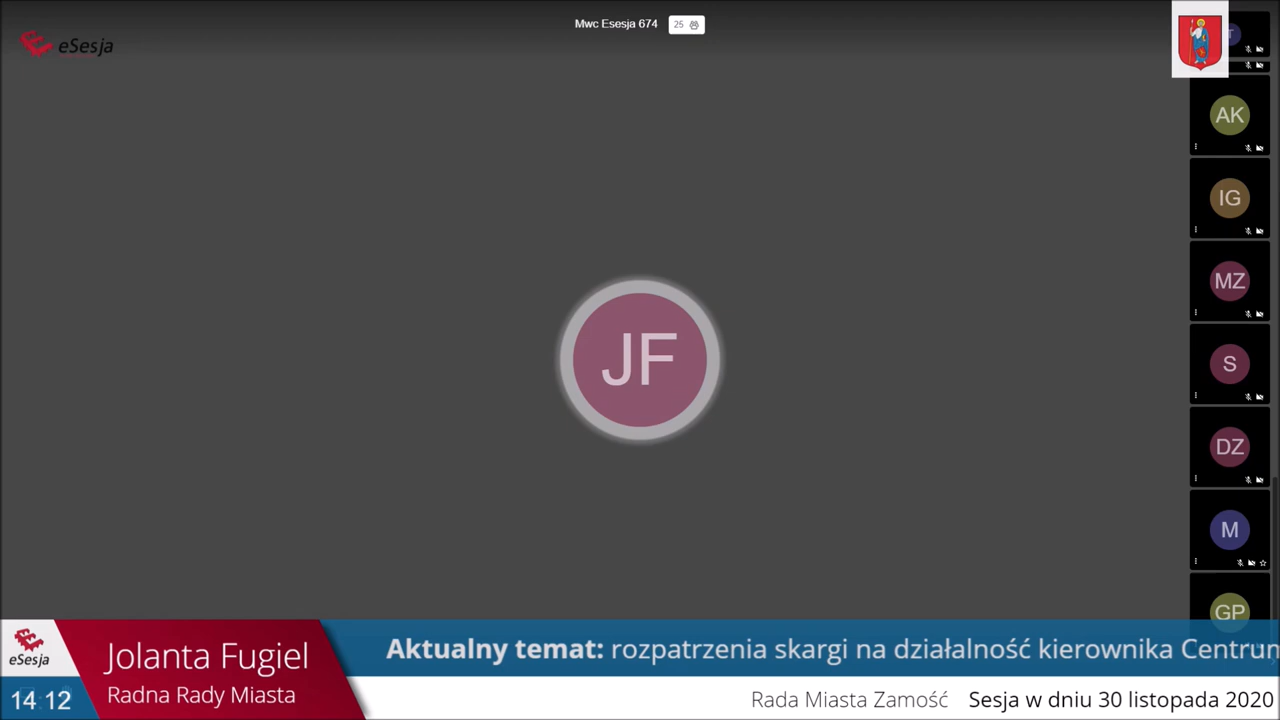 Mwc Esesja 674 25
eSesja
T
AK
IG
MZ
S
DZ
M
GP
JF
eSesja
Jolanta Fugiel
Radna Rady Miasta
14 12
Aktualny temat: rozpatrzenia skargi na działalność kierownika Centrum
Rada Miasta Zamość Sesja w dniu 30 listopada 2020